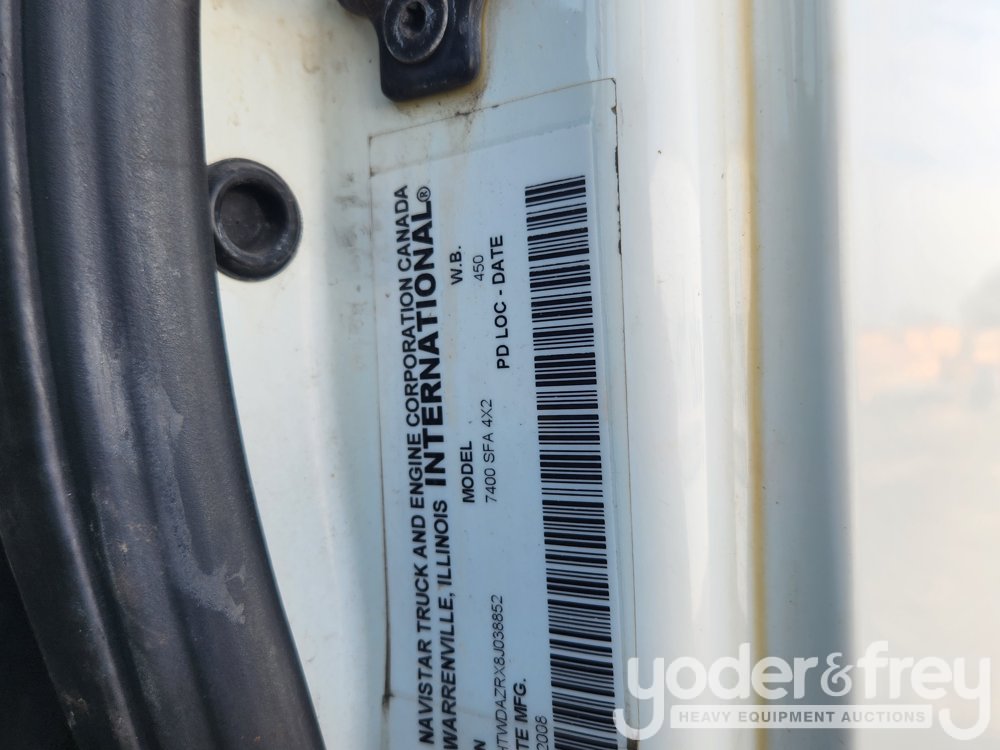 NAVISTAR TRUCK AND ENGINE CORPORATION CANADA
WARRENVILLE, ILLINOIS INTERNATIONAL®
MODEL W.B.
7400 SFA 4X2 450
PD LOC - DATE
HTWDAZRX8J038852
TE MFG.
2008
yoder&frey®
HEAVY EQUIPMENT AUCTIONS